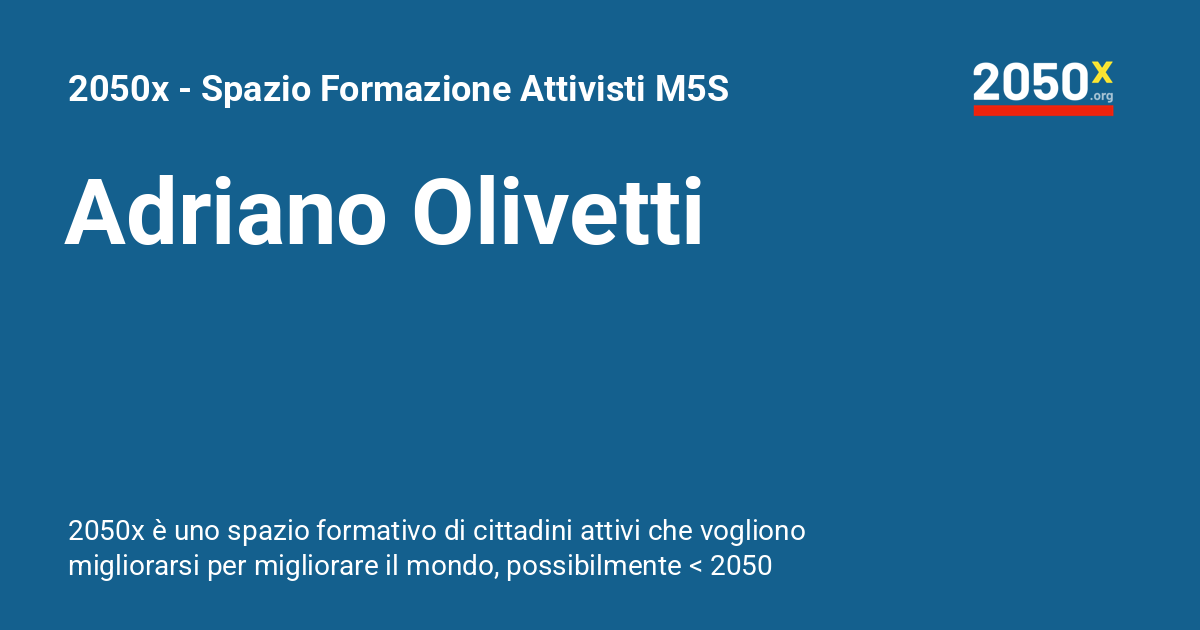 2050x - Spazio Formazione Attivisti M5S
2050x
.org
Adriano Olivetti
2050x è uno spazio formativo di cittadini attivi che vogliono
migliorarsi per migliorare il mondo, possibilmente < 2050